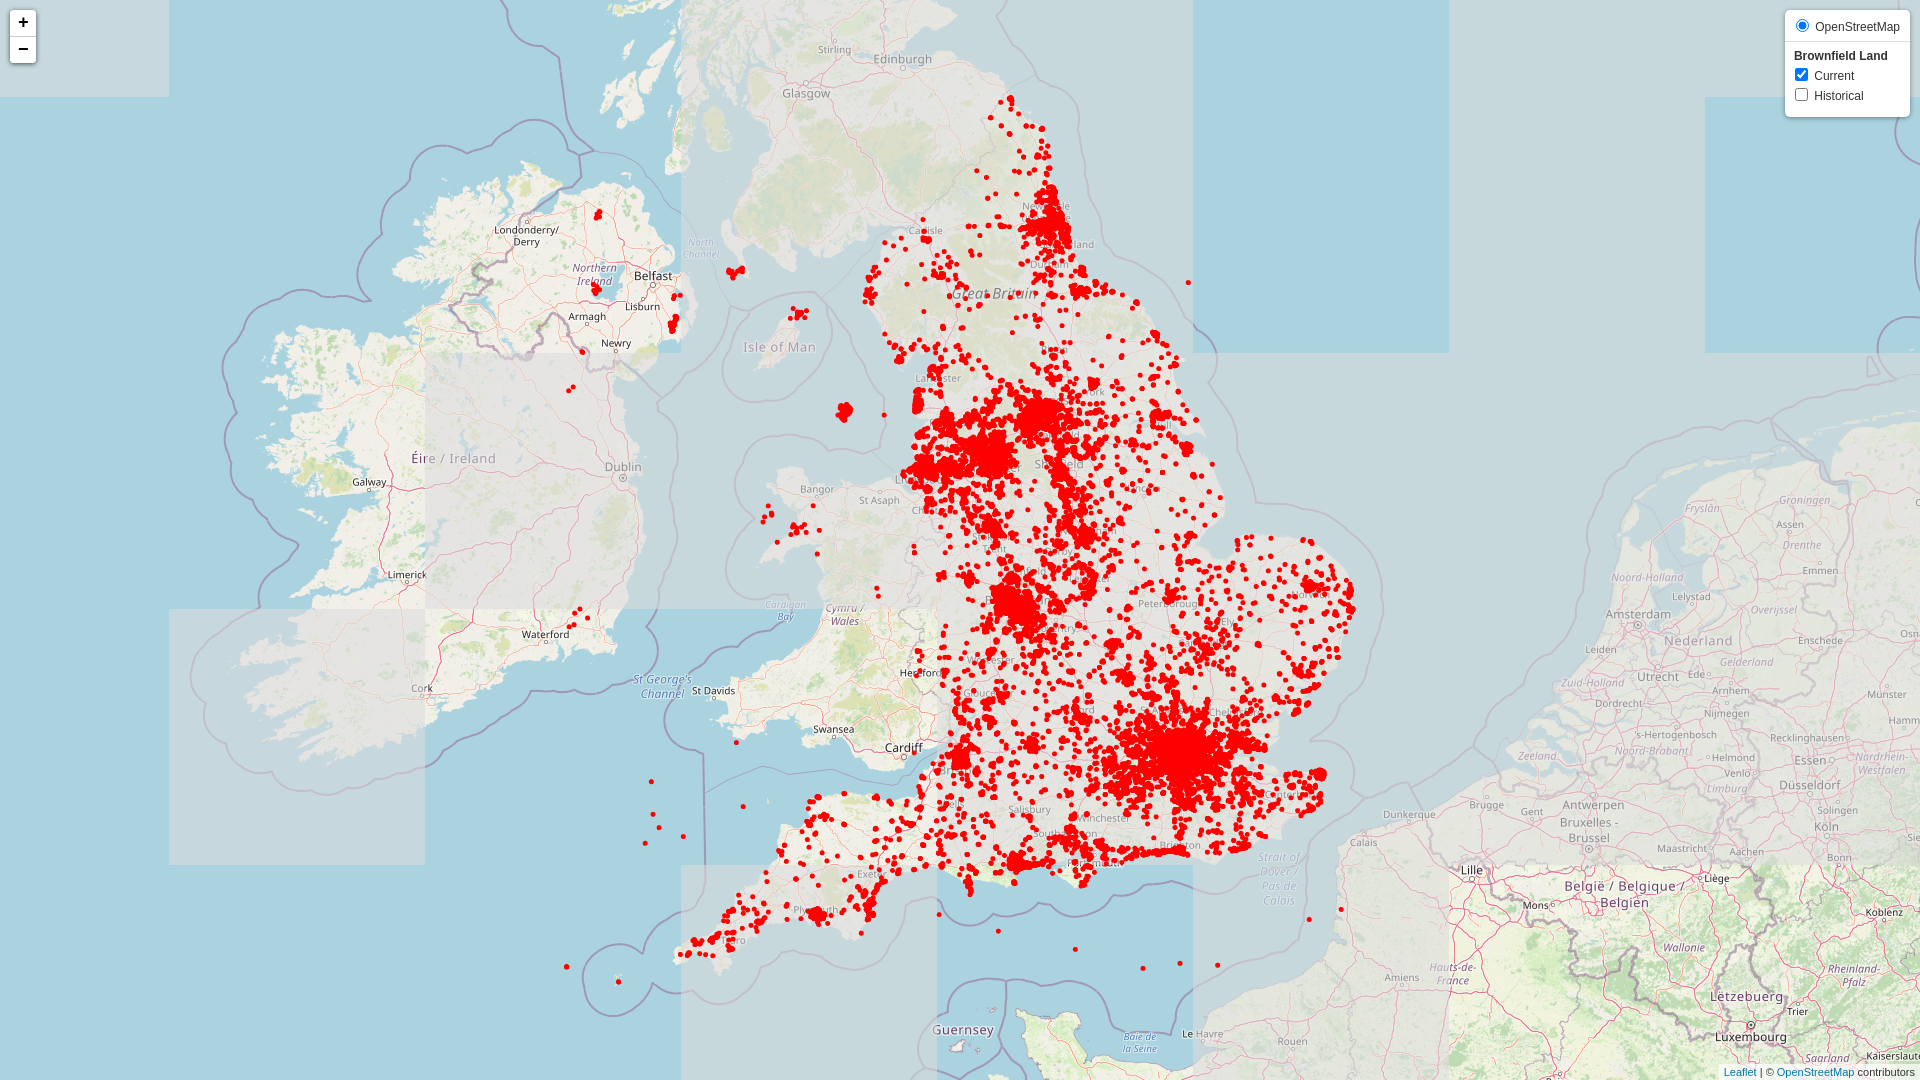 +
−
OpenStreetMap
Brownfield Land
Current
Historical
Stirling
Edinburgh
Glasgow
Londonderry/
Derry
North
Channel
Northern
Ireland
Belfast
Lisburn
Armagh
Newry
Carlisle
Great Britain
Isle of Man
Éire / Ireland
Dublin
Galway
Limerick
Waterford
Cork
Bangor
St Asaph
Cardigan
Bay
Cymru /
Wales
St George's
Channel
St Davids
Swansea
Cardiff
Hereford
Worcester
Peterborough
Ely
Salisbury
Winchester
Southampton
Portsmouth
Brighton
Canterbury
Exeter
Plymouth
Truro
Strait of
Dover /
Pas de
Calais
Guernsey
Baie de
la Seine
Le Havre
Rouen
Amiens
Hauts-de-
France
Calais
Dunkerque
Lille
Brugge
Gent
Antwerpen
Bruxelles -
Brussel
België / Belgique /
Belgien
Mons
Wallonie
Liège
Maastricht
Aachen
Bonn
Köln
Koblenz
Rheinland-
Pfalz
Lëtzebuerg
Trier
Luxembourg
Saarland
Kaiserslaute
Zeeland
Noord-Brabant
Helmond
Venlo
Limburg
's-Hertogenbosch
Recklinghausen
Essen
Düsseldorf
Solingen
Nordrhein-
Westfalen
Dordrecht
Nijmegen
Zuid-Holland
Utrecht
Ede
Arnhem
Gelderland
Münster
Leiden
Nederland
Enschede
Amsterdam
Overijssel
Lelystad
Noord-Holland
Emmen
Drenthe
Assen
Fryslân
Groningen
Leaflet | © OpenStreetMap contributors